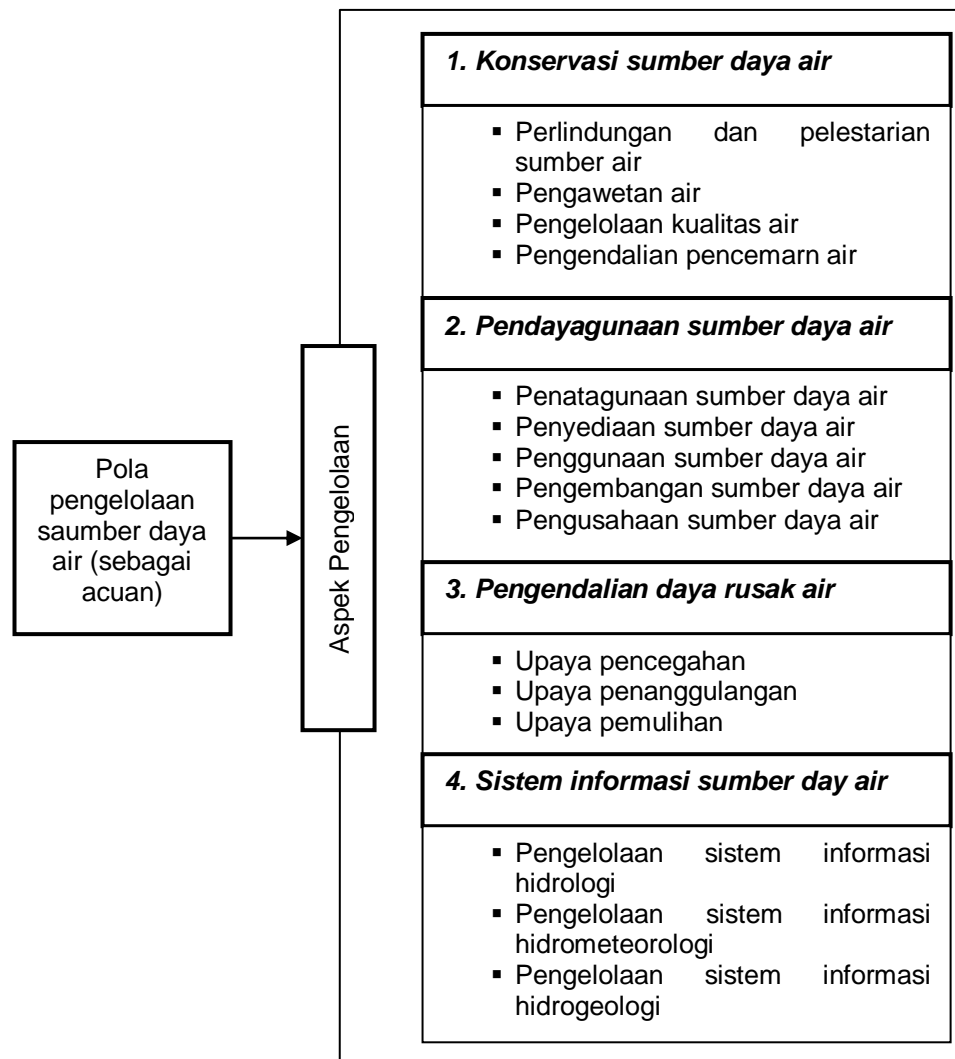 Pola
pengelolaan
saumber daya
air (sebagai
acuan)
Aspek Pengelolaan
1. Konservasi sumber daya air
▪ Perlindungan dan pelestarian
sumber air
▪ Pengawetan air
▪ Pengelolaan kualitas air
▪ Pengendalian pencemarn air
2. Pendayagunaan sumber daya air
▪ Penatagunaan sumber daya air
▪ Penyediaan sumber daya air
▪ Penggunaan sumber daya air
▪ Pengembangan sumber daya air
▪ Pengusahaan sumber daya air
3. Pengendalian daya rusak air
▪ Upaya pencegahan
▪ Upaya penanggulangan
▪ Upaya pemulihan
4. Sistem informasi sumber day air
▪ Pengelolaan sistem informasi
hidrologi
▪ Pengelolaan sistem informasi
hidrometeorologi
▪ Pengelolaan sistem informasi
hidrogeologi